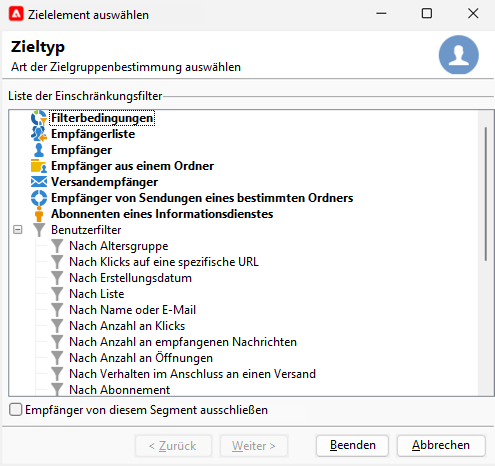 Zielelement auswählen
Zieltyp
Art der Zielgruppenbestimmung auswählen
Liste der Einschränkungsfilter
Filterbedingungen
Empfängerliste
Empfänger
Empfänger aus einem Ordner
Versandempfänger
Empfänger von Sendungen eines bestimmten Ordners
Abonnenten eines Informationsdienstes
Benutzerfilter
Nach Altersgruppe
Nach Klicks auf eine spezifische URL
Nach Erstellungsdatum
Nach Liste
Nach Name oder E-Mail
Nach Anzahl an Klicks
Nach Anzahl an empfangenen Nachrichten
Nach Anzahl an Öffnungen
Nach Verhalten im Anschluss an einen Versand
Nach Abonnement
Empfänger von diesem Segment ausschließen
< Zurück Weiter > Beenden Abbrechen